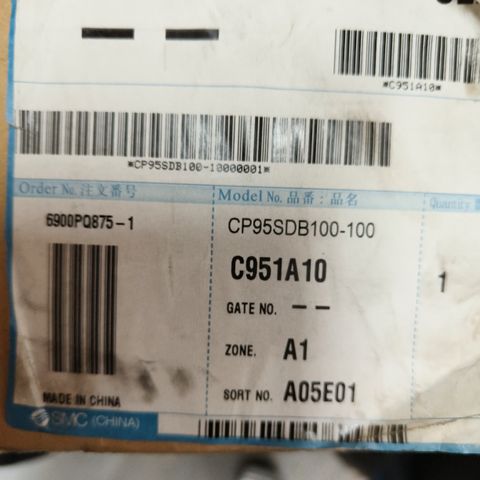 *C951A10*
*CP95SDB100-10000001*
Order No. 注文番号
Model No. 品番：品名
Quantity
6900PQ875-1
CP95SDB100-100
C951A10
1
GATE NO. — —
ZONE. A1
SORT NO. A05E01
MADE IN CHINA
SMC (CHINA)